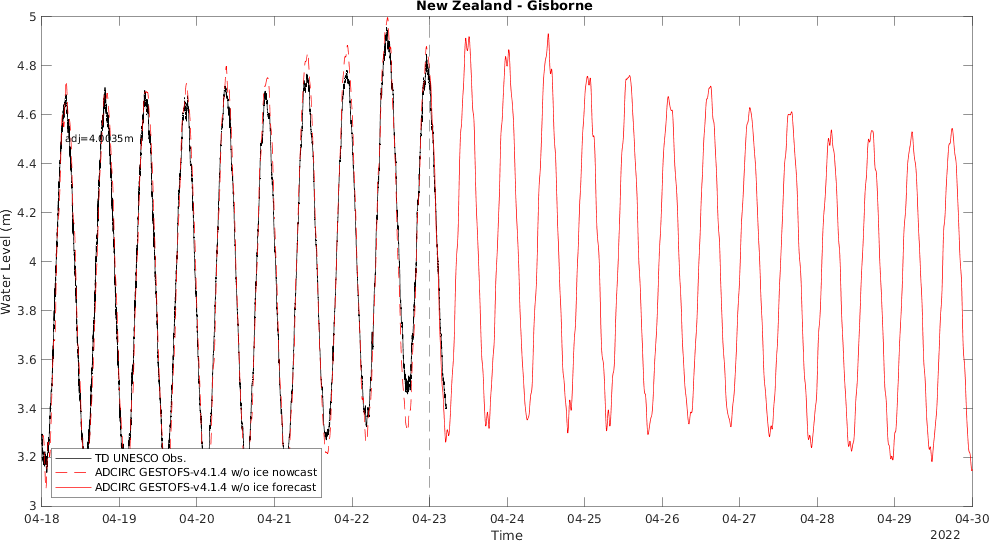 New Zealand - Gisborne
5
4.8
4.6
4.4
4.2
4
3.8
3.6
3.4
3.2
3
Water Level (m)
adj=4.0035m
TD UNESCO Obs.
ADCIRC GESTOFS-v4.1.4 w/o ice nowcast
ADCIRC GESTOFS-v4.1.4 w/o ice forecast
04-18 04-19 04-20 04-21 04-22 04-23 04-24 04-25 04-26 04-27 04-28 04-29 04-30
Time
2022